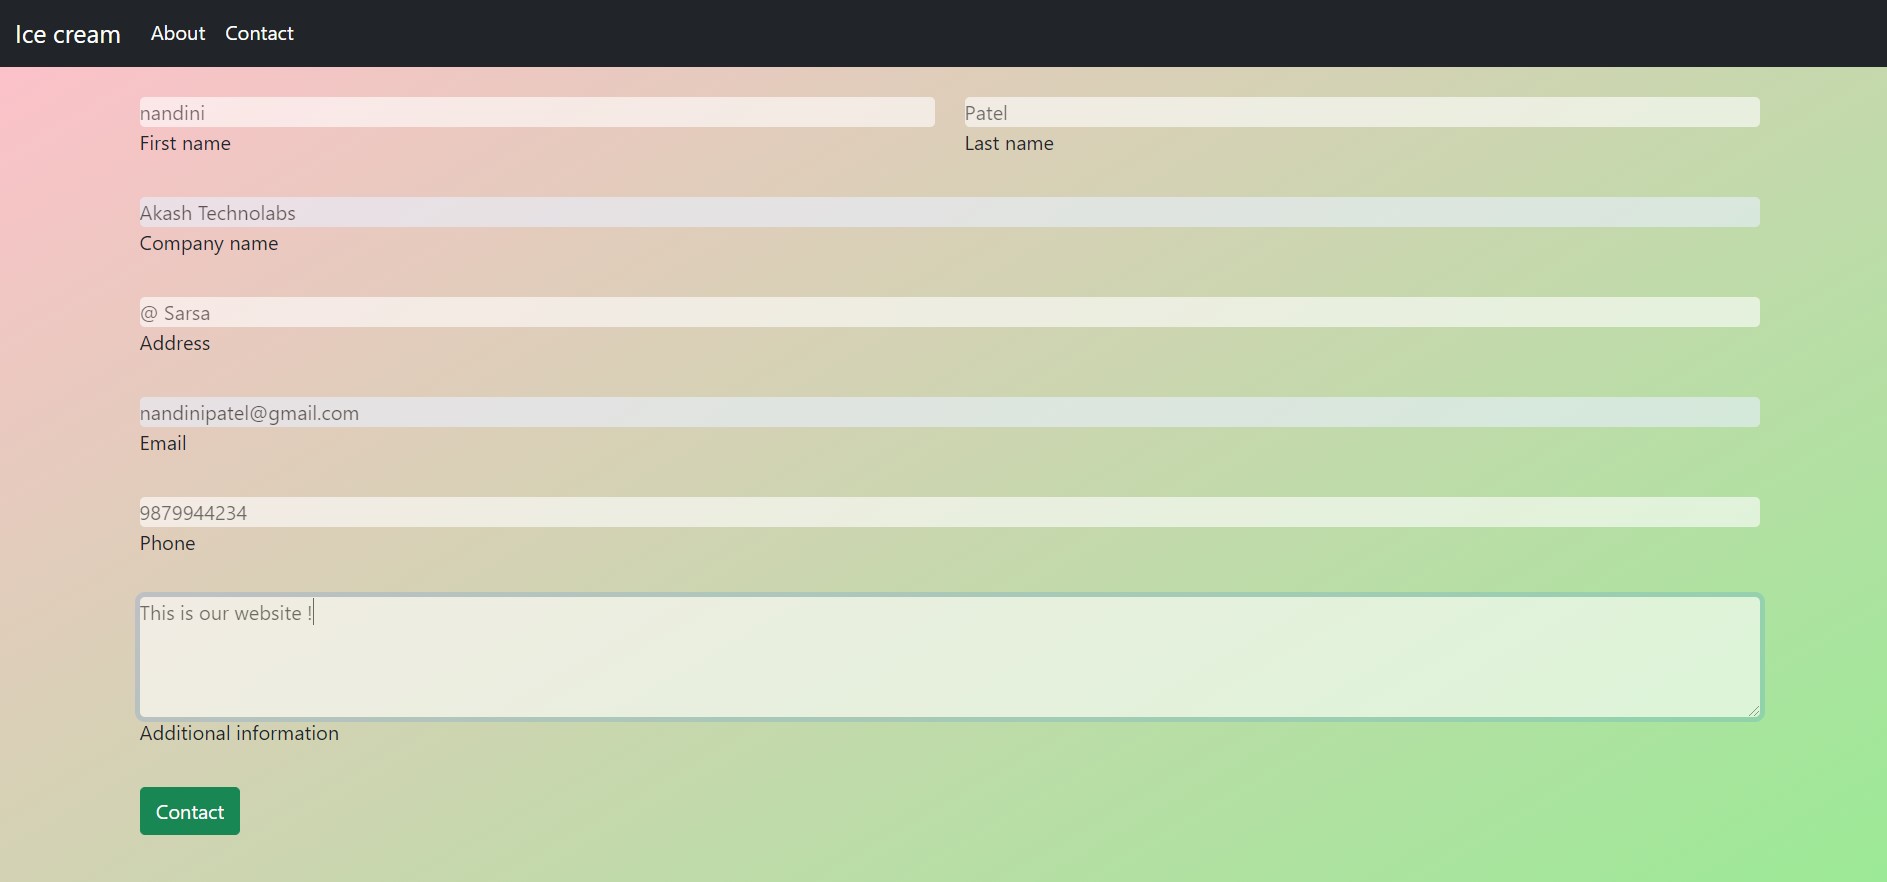 Ice cream About Contact
nandini Patel
First name Last name
Akash Technolabs
Company name
@ Sarsa
Address
nandinipatel@gmail.com
Email
9879944234
Phone
This is our website !
Additional information
Contact